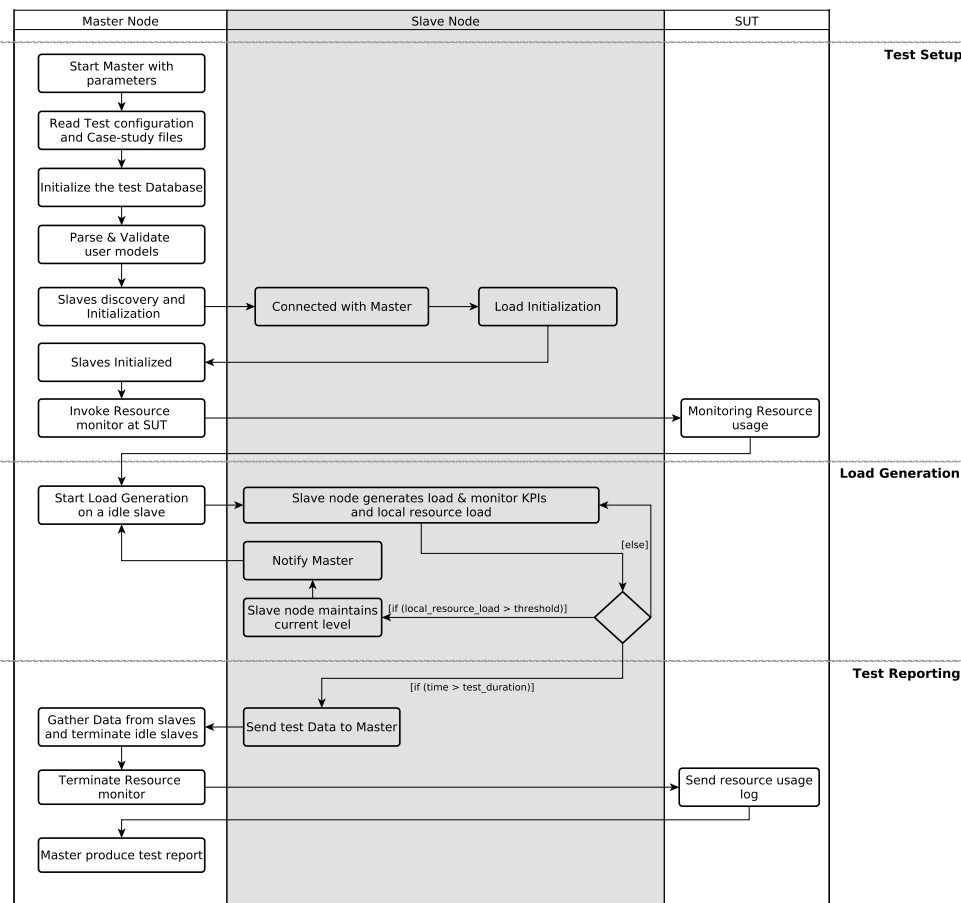 Master Node
Slave Node
SUT
Test Setup
Start Master with
parameters
Read Test configuration
and Case-study files
Initialize the test Database
Parse & Validate
user models
Slaves discovery and
Initialization
Connected with Master
Load Initialization
Slaves Initialized
Invoke Resource
monitor at SUT
Monitoring Resource
usage
Load Generation
Start Load Generation
on a idle slave
Slave node generates load & monitor KPIs
and local resource load
[else]
Notify Master
Slave node maintains
current level
[if (local_resource_load > threshold)]
Test Reporting
[if (time > test_duration)]
Gather Data from slaves
and terminate idle slaves
Send test Data to Master
Terminate Resource
monitor
Send resource usage
log
Master produce test report